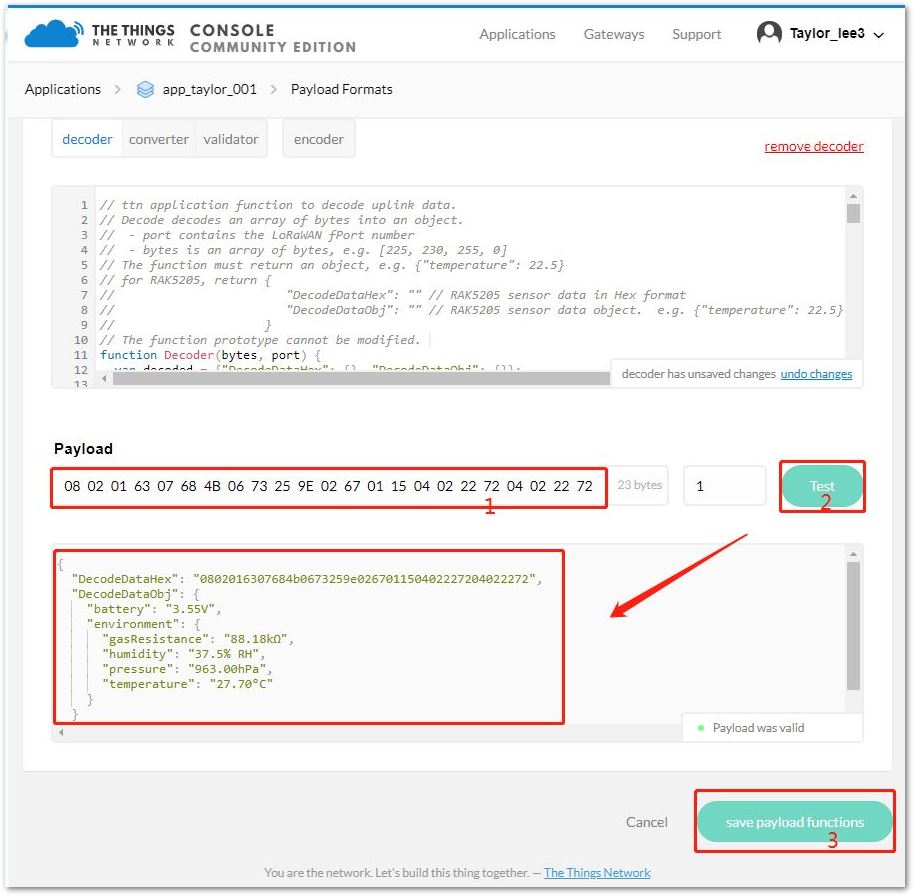 THE THINGS NETWORK
CONSOLE
COMMUNITY EDITION
Applications Gateways Support Taylor_lee3
Applications > app_taylor_001 > Payload Formats
decoder converter validator encoder
remove decoder
1 // ttn application function to decode uplink data.
2 // Decode decodes an array of bytes into an object.
3 //  - port contains the LoRaWAN fPort number
4 //  - bytes is an array of bytes, e.g. [225, 230, 255, 0]
5 // The function must return an object, e.g. {"temperature": 22.5}
6 // for RAK5205, return {
7 //                       "DecodeDataHex": "" // RAK5205 sensor data in Hex format
8 //                       "DecodeDataObj": "" // RAK5205 sensor data object.  e.g. {"temperature": 22.5}
9 //                    }
10 // The function prototype cannot be modified.
11 function Decoder(bytes, port) {
12 var decoded = {"DecodeDataHex": {}, "DecodeDataObj": {}};
13
decoder has unsaved changes undo changes
Payload
08 02 01 63 07 68 4B 06 73 25 9E 02 67 01 15 04 02 22 72 04 02 22 72
23 bytes
1
Test
1
2
{
"DecodeDataHex": "0802016307684b0673259e026701150402227204022272",
"DecodeDataObj": {
"battery": "3.55V",
"environment": {
"gasResistance": "88.18kΩ",
"humidity": "37.5% RH",
"pressure": "963.00hPa",
"temperature": "27.70°C"
}
}
Payload was valid
Cancel save payload functions
3
You are the network. Let's build this thing together. — The Things Network